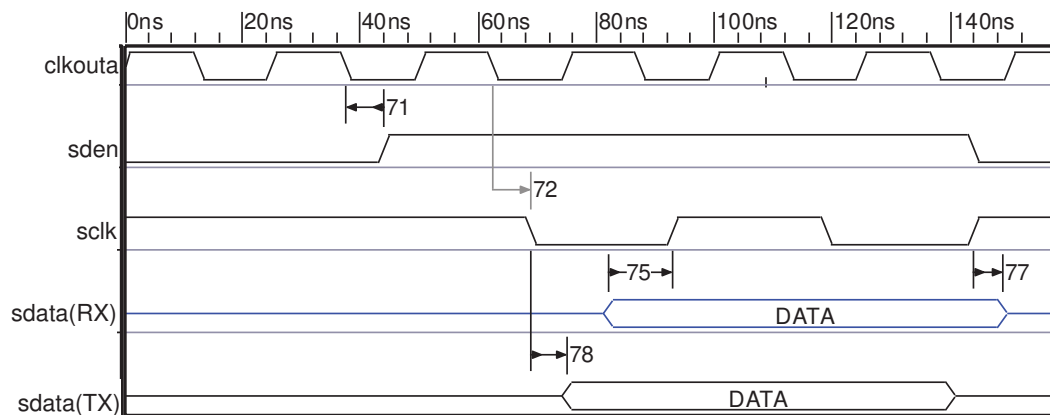 0ns 20ns 40ns 60ns 80ns 100ns 120ns 140ns
clkouta
71
sden
72
sclk
75 77
sdata(RX) DATA
78
sdata(TX) DATA